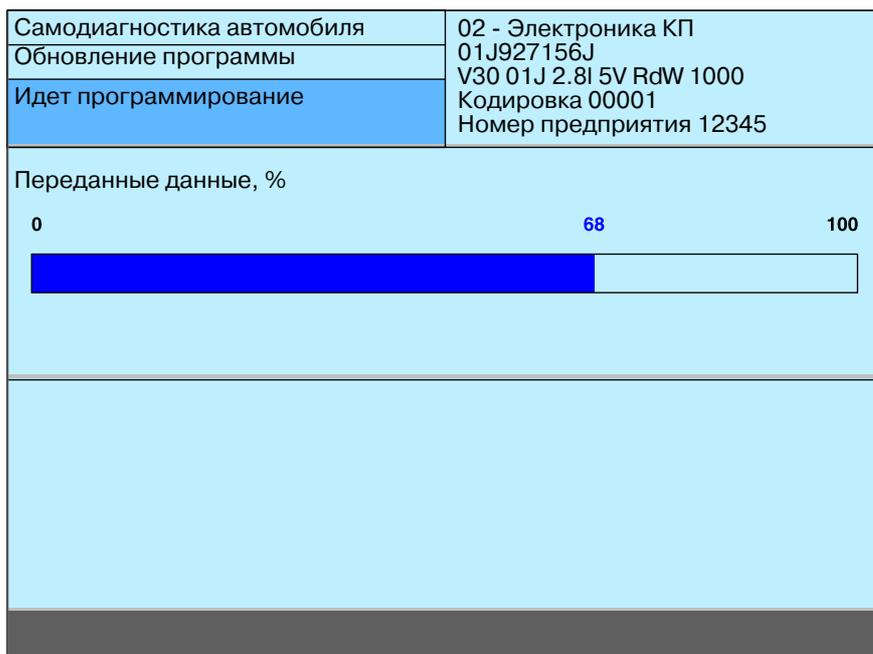 Самодиагностика автомобиля
Обновление программы
Идет программирование
02 - Электроника КП
01J927156J
V30 01J 2.8l 5V RdW 1000
Кодировка 00001
Номер предприятия 12345
Переданные данные, %
0 68 100